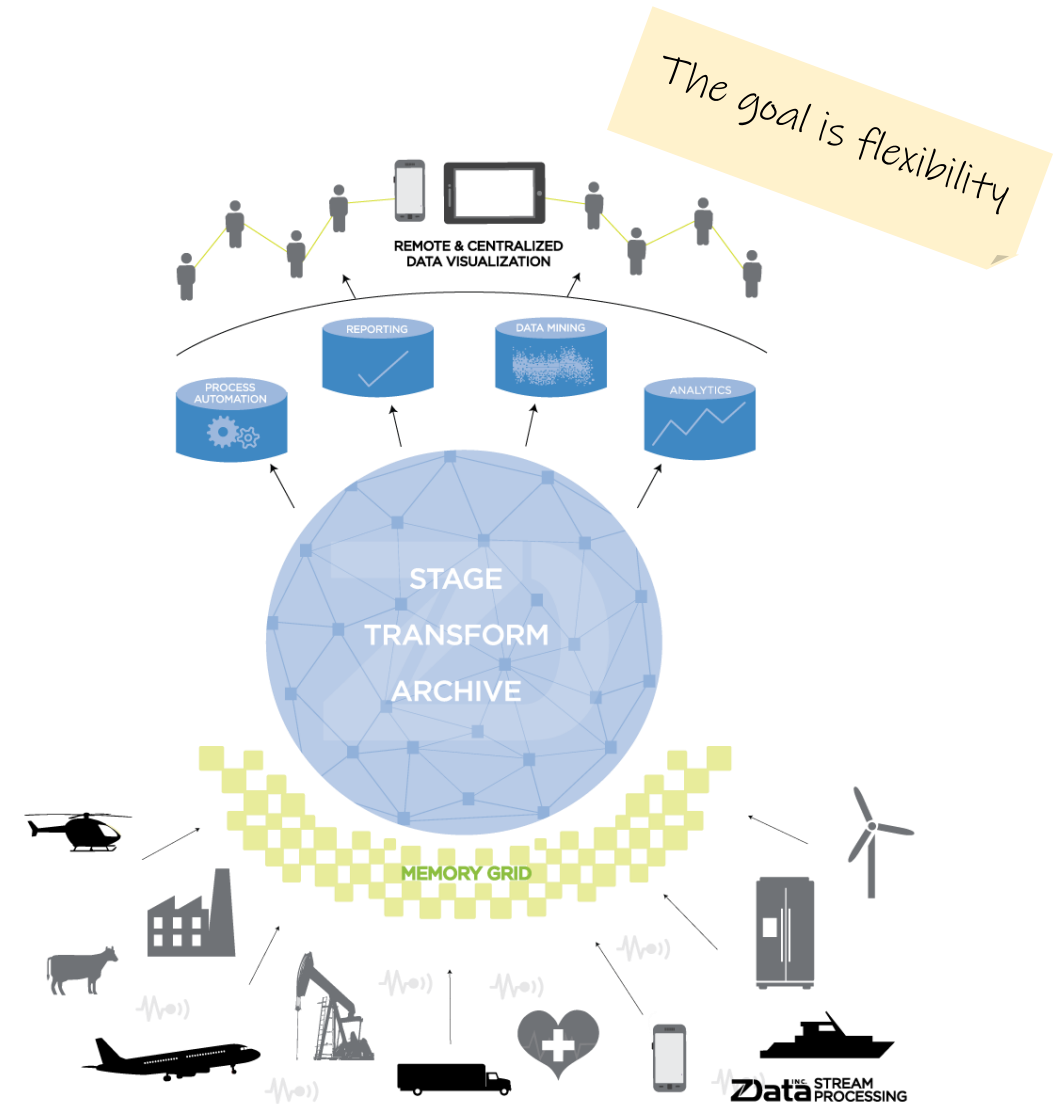 The goal is flexibility
REMOTE & CENTRALIZED
DATA VISUALIZATION
REPORTING
DATA MINING
PROCESS
AUTOMATION
ANALYTICS
STAGE
TRANSFORM
ARCHIVE
MEMORY GRID
ZData INC. STREAM
PROCESSING